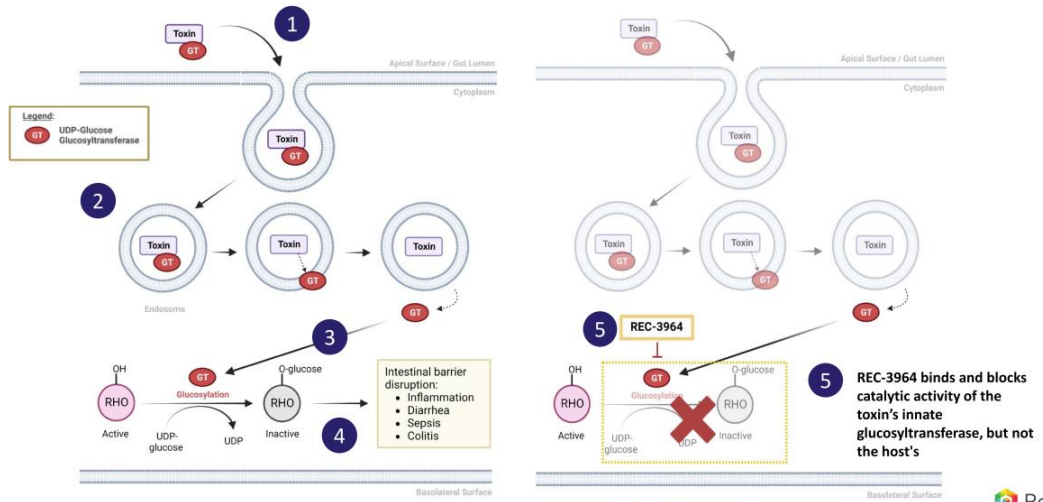 1
Toxin
GT
Apical Surface / Gut Lumen
Cytoplasm
Legend:
GT
UDP-Glucose
Glucosyltransferase
Toxin
GT
2
Toxin
GT
Toxin
GT
Toxin
Endosome
GT
3
OH
RHO
Active
GT
Glucosylation
UDP-
glucose
UDP
O-glucose
RHO
Inactive
4
Intestinal barrier
disruption:
• Inflammation
• Diarrhea
• Sepsis
• Colitis
Basolateral Surface
Toxin
GT
Apical Surface / Gut Lumen
Cytoplasm
Toxin
GT
Toxin
GT
Toxin
GT
Toxin
Endosome
GT
5
REC-3964
OH
RHO
Active
GT
Glucosylation
UDP-
glucose
UDP
O-glucose
RHO
Inactive
5
REC-3964 binds and blocks
catalytic activity of the
toxin's innate
glucosyltransferase, but not
the host's
Basolateral Surface